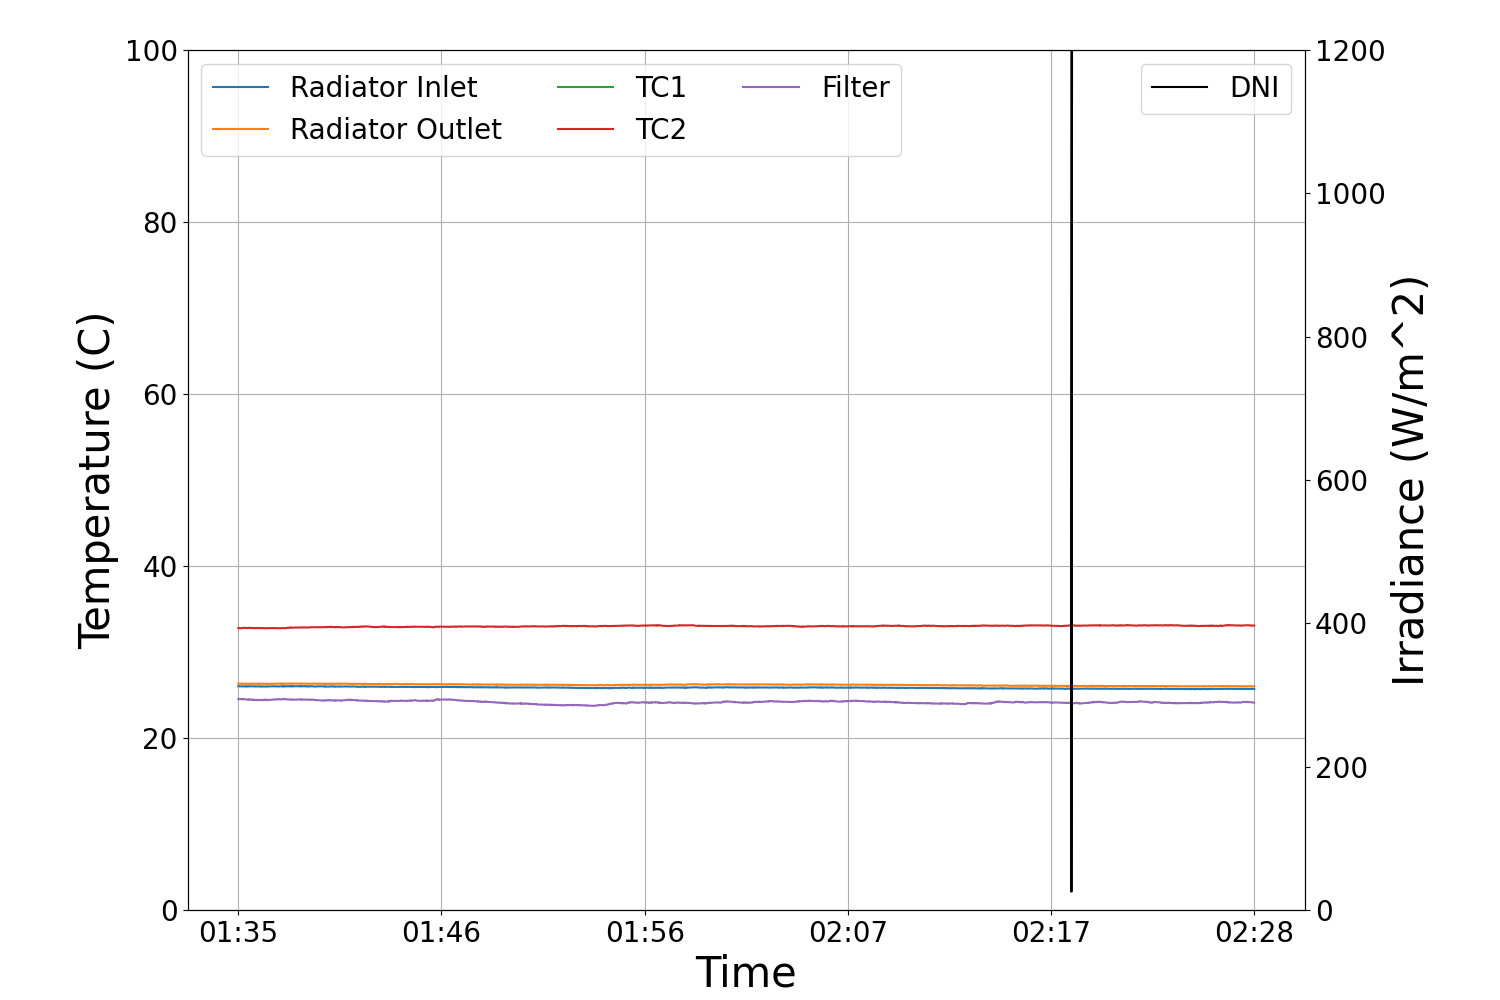 100
80
60
40
20
0
Temperature (C)
Radiator Inlet
Radiator Outlet
TC1
TC2
Filter
DNI
1200
1000
800
600
400
200
0
Irradiance (W/m^2)
01:35 01:46 01:56 02:07 02:17 02:28
Time